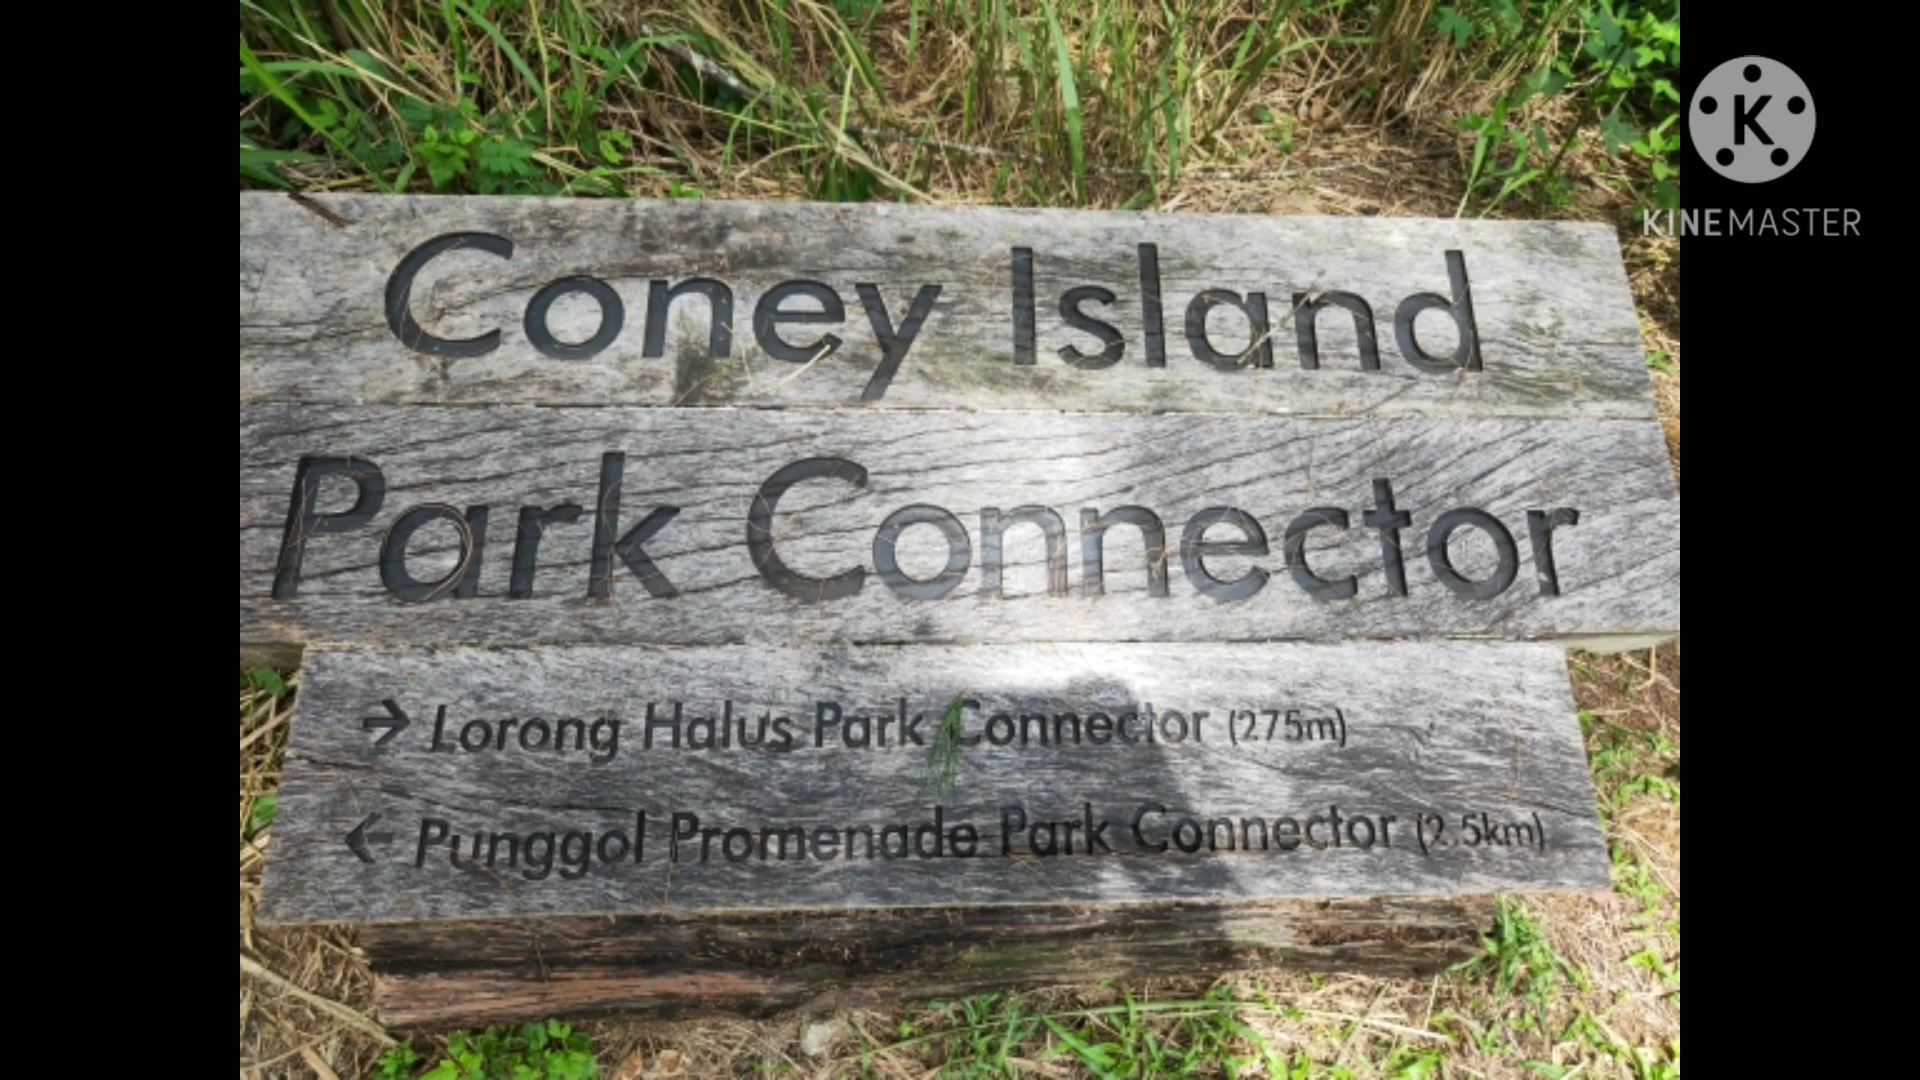 Coney Island
Park Connector
→ Lorong Halus Park Connector (275m)
← Punggol Promenade Park Connector (2.5km)
K
KINEMASTER